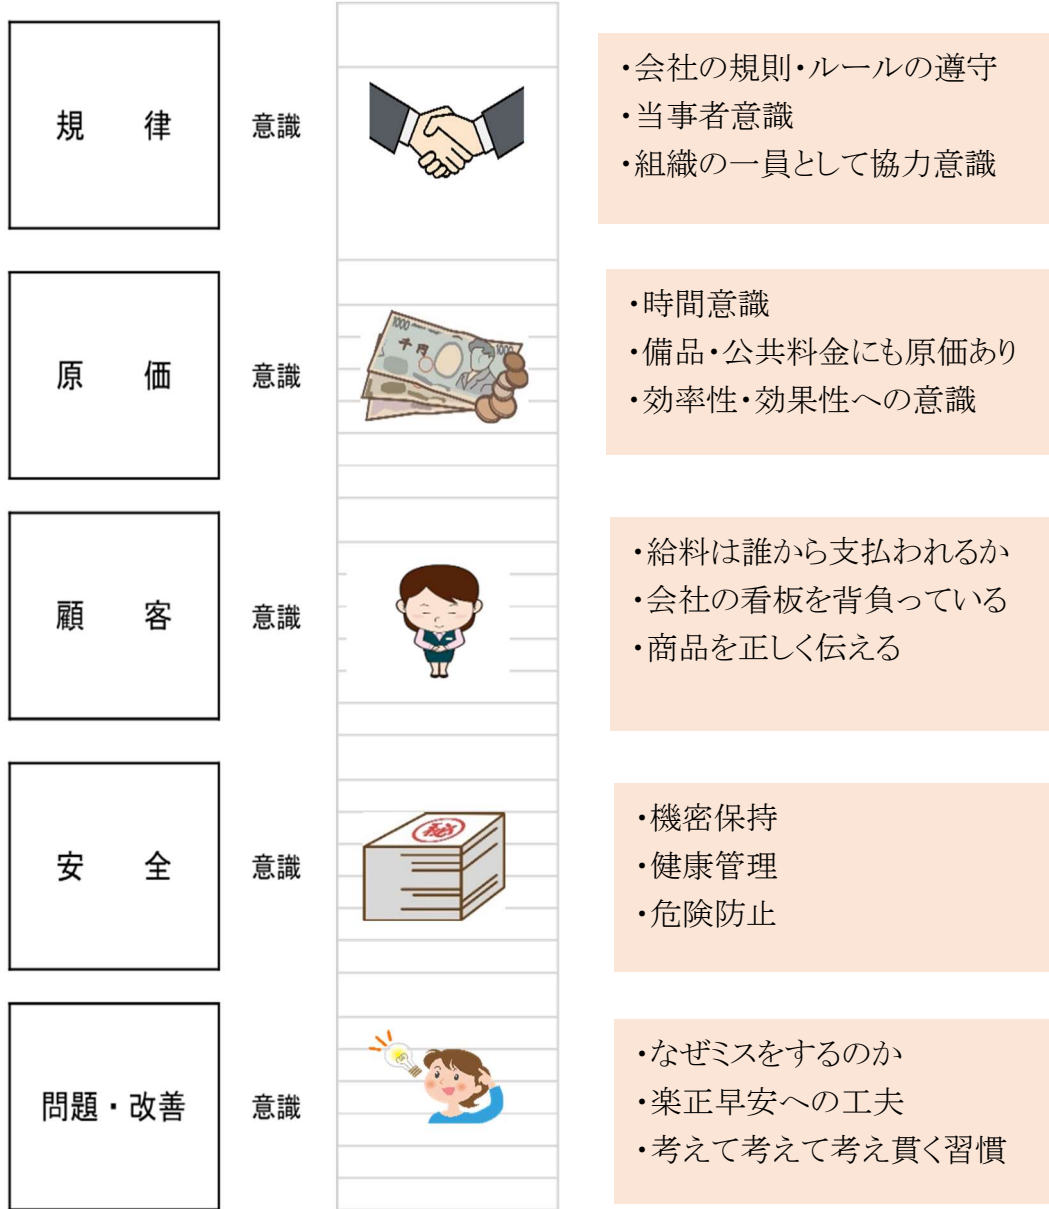 規　律　意識
・会社の規則・ルールの遵守
・当事者意識
・組織の一員として協力意識
原　価　意識
1000
千円
1000
・時間意識
・備品・公共料金にも原価あり
・効率性・効果性への意識
顧　客　意識
・給料は誰から支払われるか
・会社の看板を背負っている
・商品を正しく伝える
安　全　意識
秘
・機密保持
・健康管理
・危険防止
問題・改善　意識
・なぜミスをするのか
・楽正早安への工夫
・考えて考えて考え貫く習慣